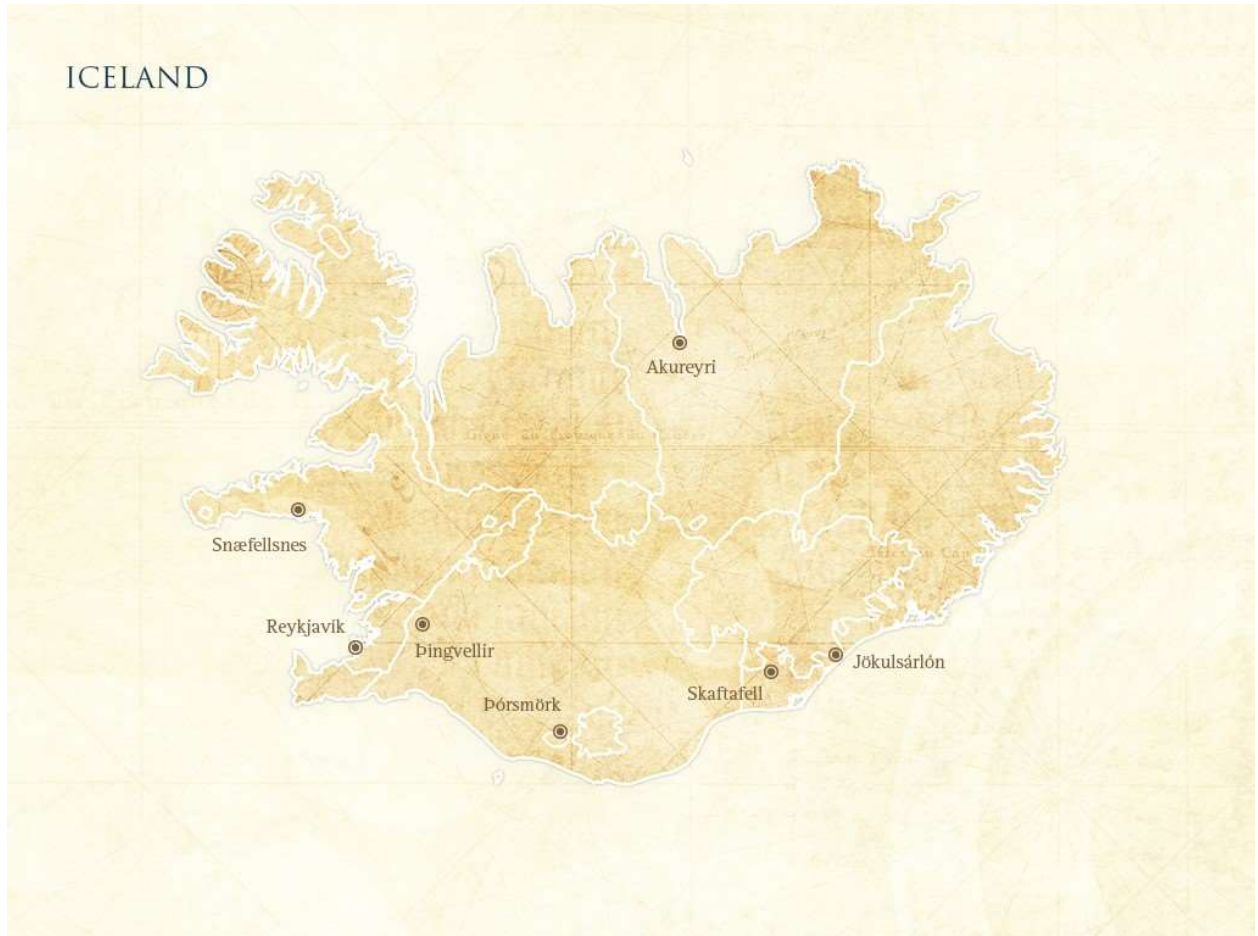 ICELAND
Akureyri
Snæfellsnes
Reykjavík
Þingvellir
Jökulsárlón
Skaftafell
Þórsmörk